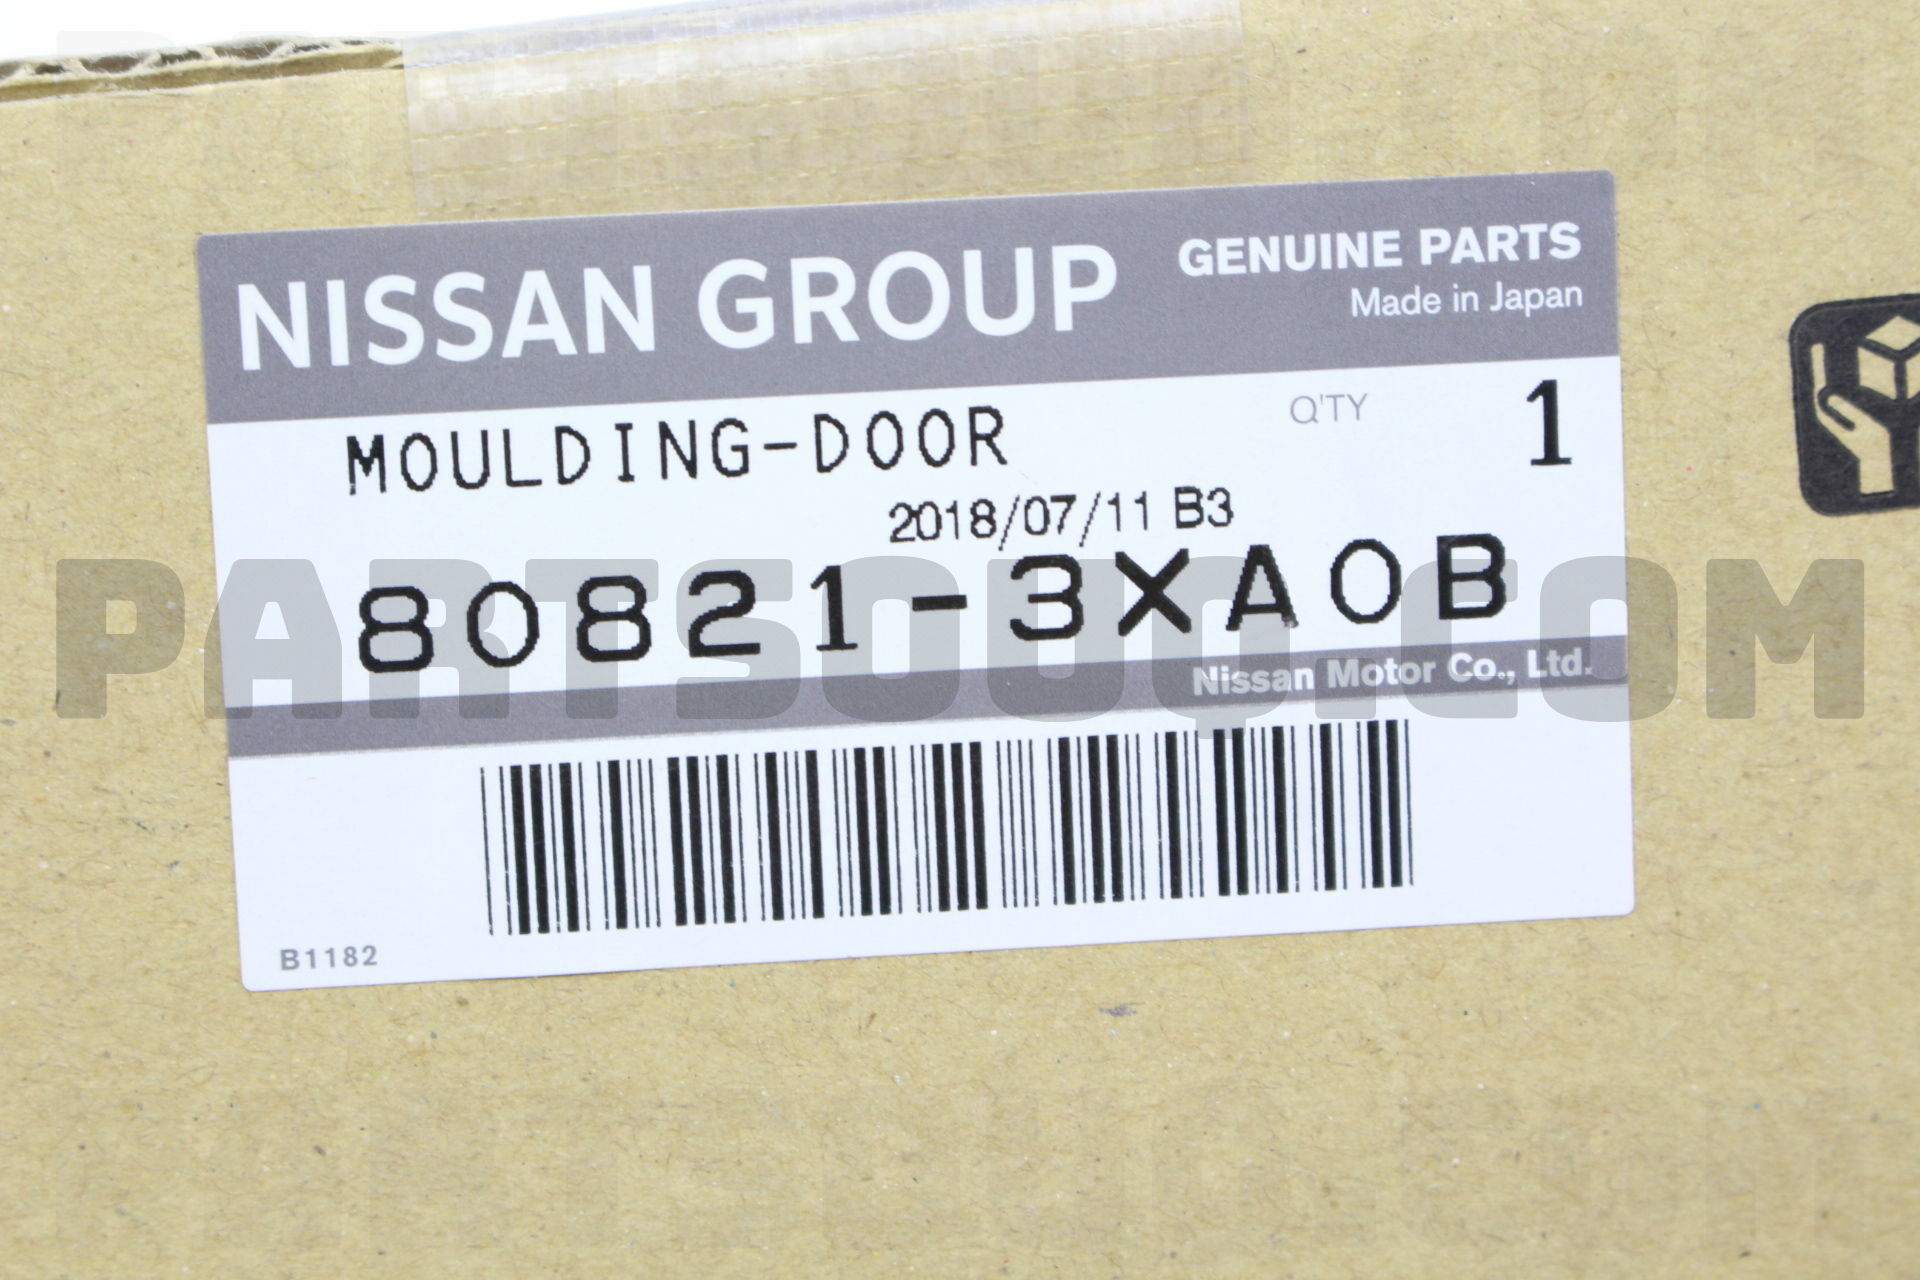 NISSAN GROUP
GENUINE PARTS
Made in Japan
MOULDING-DOOR
Q'TY 1
2018/07/11 B3
80821-3XA0B
PARTSOUQ.COM
Nissan Motor Co., Ltd.
B1182